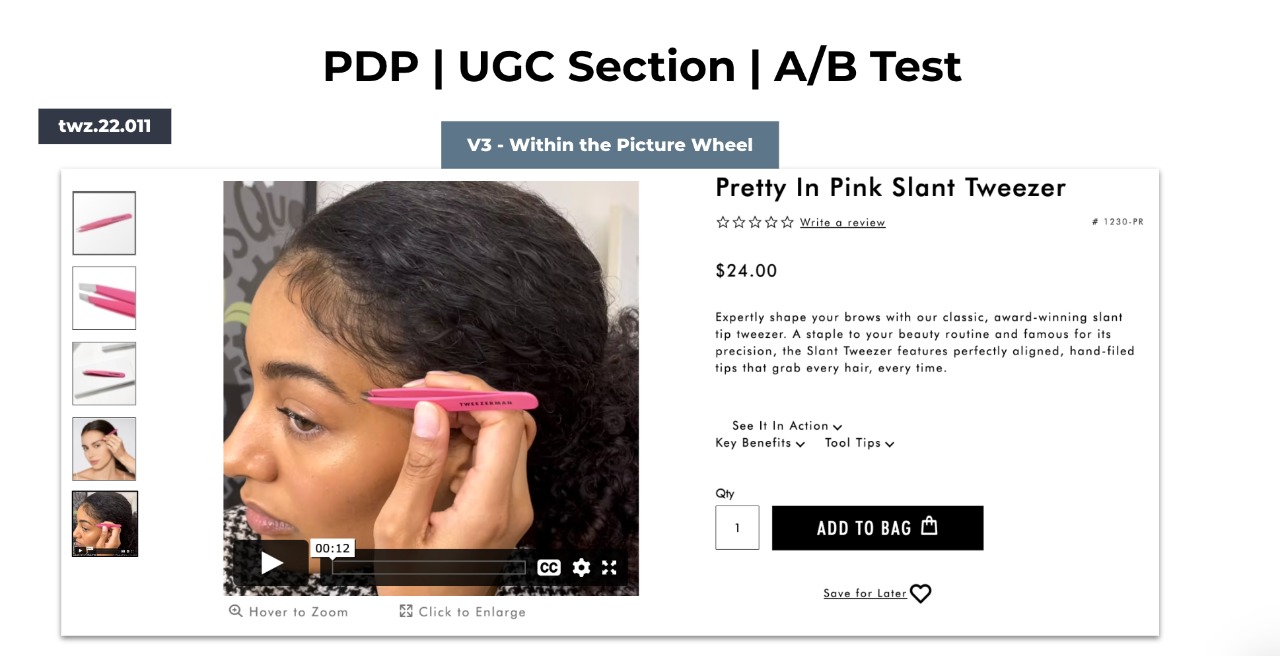 PDP | UGC Section | A/B Test
twz.22.011
V3 - Within the Picture Wheel
Pretty In Pink Slant Tweezer
Write a review
# 1230-PR
$24.00
Expertly shape your brows with our classic, award-winning slant
tip tweezer. A staple to your beauty routine and famous for its
precision, the Slant Tweezer features perfectly aligned, hand-filed
tips that grab every hair, every time.
See It In Action
Key Benefits
Tool Tips
Qty
1
ADD TO BAG
Save for Later
TWEEZERMAN
00:12
CC
Hover to Zoom
Click to Enlarge